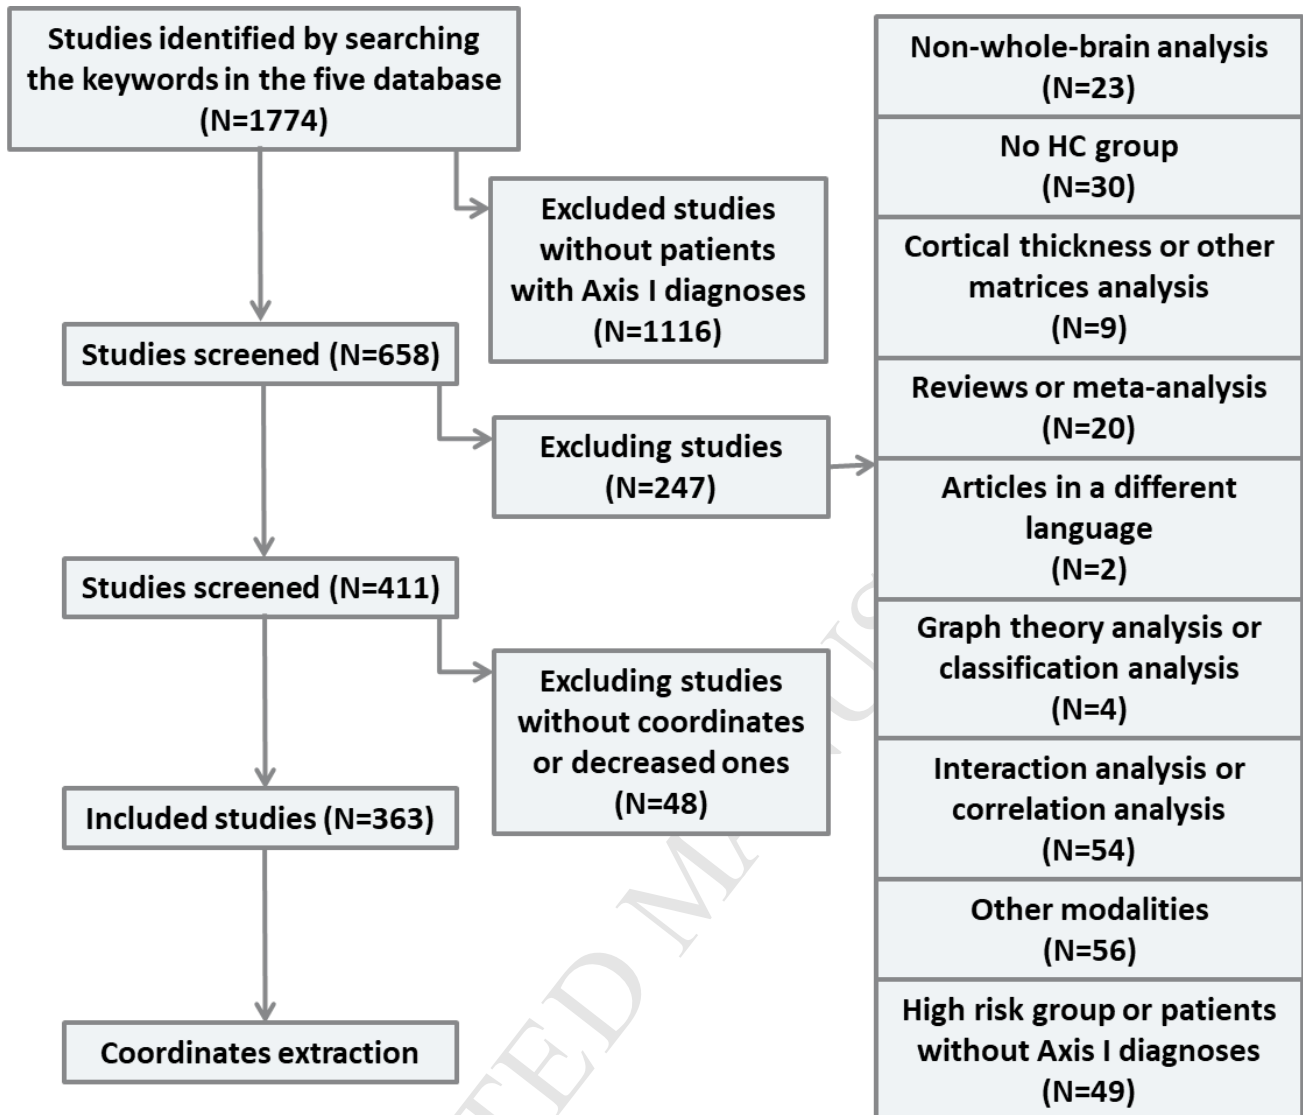 Studies identified by searching
the keywords in the five database
(N=1774)
Excluded studies
without patients
with Axis I diagnoses
(N=1116)
Studies screened (N=658)
Excluding studies
(N=247)
Studies screened (N=411)
Excluding studies
without coordinates
or decreased ones
(N=48)
Included studies (N=363)
Coordinates extraction
Non-whole-brain analysis
(N=23)
No HC group
(N=30)
Cortical thickness or other
matrices analysis
(N=9)
Reviews or meta-analysis
(N=20)
Articles in a different
language
(N=2)
Graph theory analysis or
classification analysis
(N=4)
Interaction analysis or
correlation analysis
(N=54)
Other modalities
(N=56)
High risk group or patients
without Axis I diagnoses
(N=49)